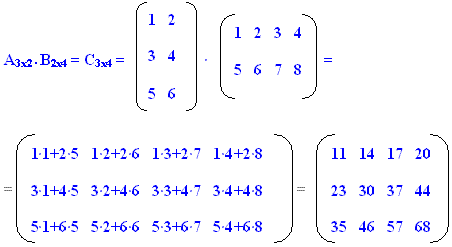 1 2 1 2 3 4
A3x2 · B2x4 = C3x4 = 3 4 · =
5 6 7 8
5 6
1·1+2·5 1·2+2·6 1·3+2·7 1·4+2·8 11 14 17 20
= 3·1+4·5 3·2+4·6 3·3+4·7 3·4+4·8 = 23 30 37 44
5·1+6·5 5·2+6·6 5·3+6·7 5·4+6·8 35 46 57 68